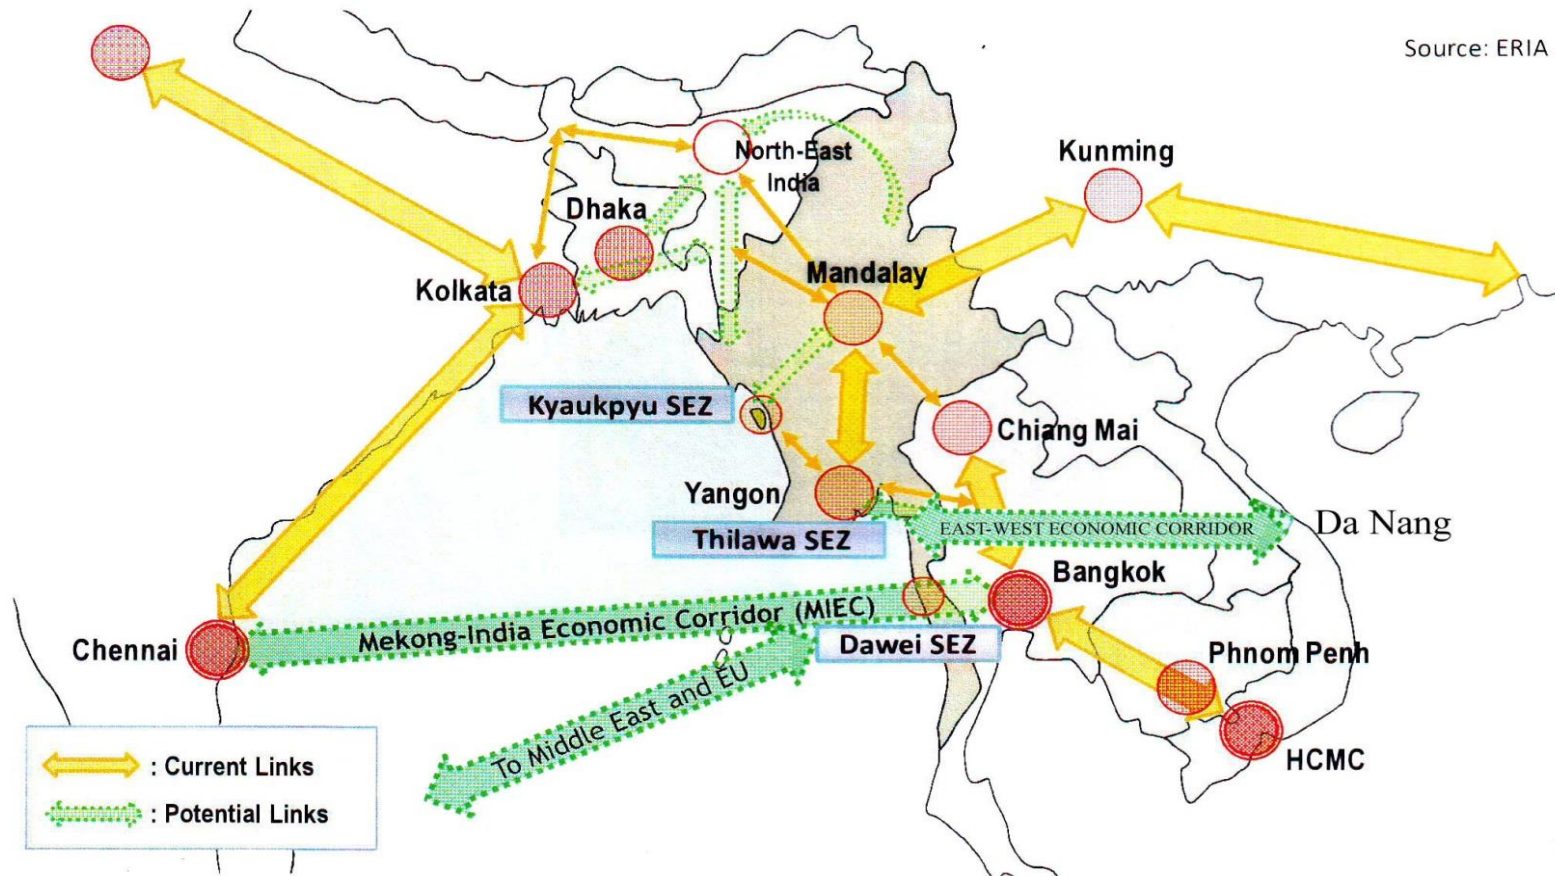 Source: ERIA
Kunming
North-East
India
Dhaka
Mandalay
Kolkata
Kyaukpyu SEZ
Chiang Mai
Yangon
EAST-WEST ECONOMIC CORRIDOR
Da Nang
Thilawa SEZ
Bangkok
Mekong-India Economic Corridor (MIEC)
Chennai
Dawei SEZ
Phnom Penh
To Middle East and EU
HCMC
: Current Links
: Potential Links